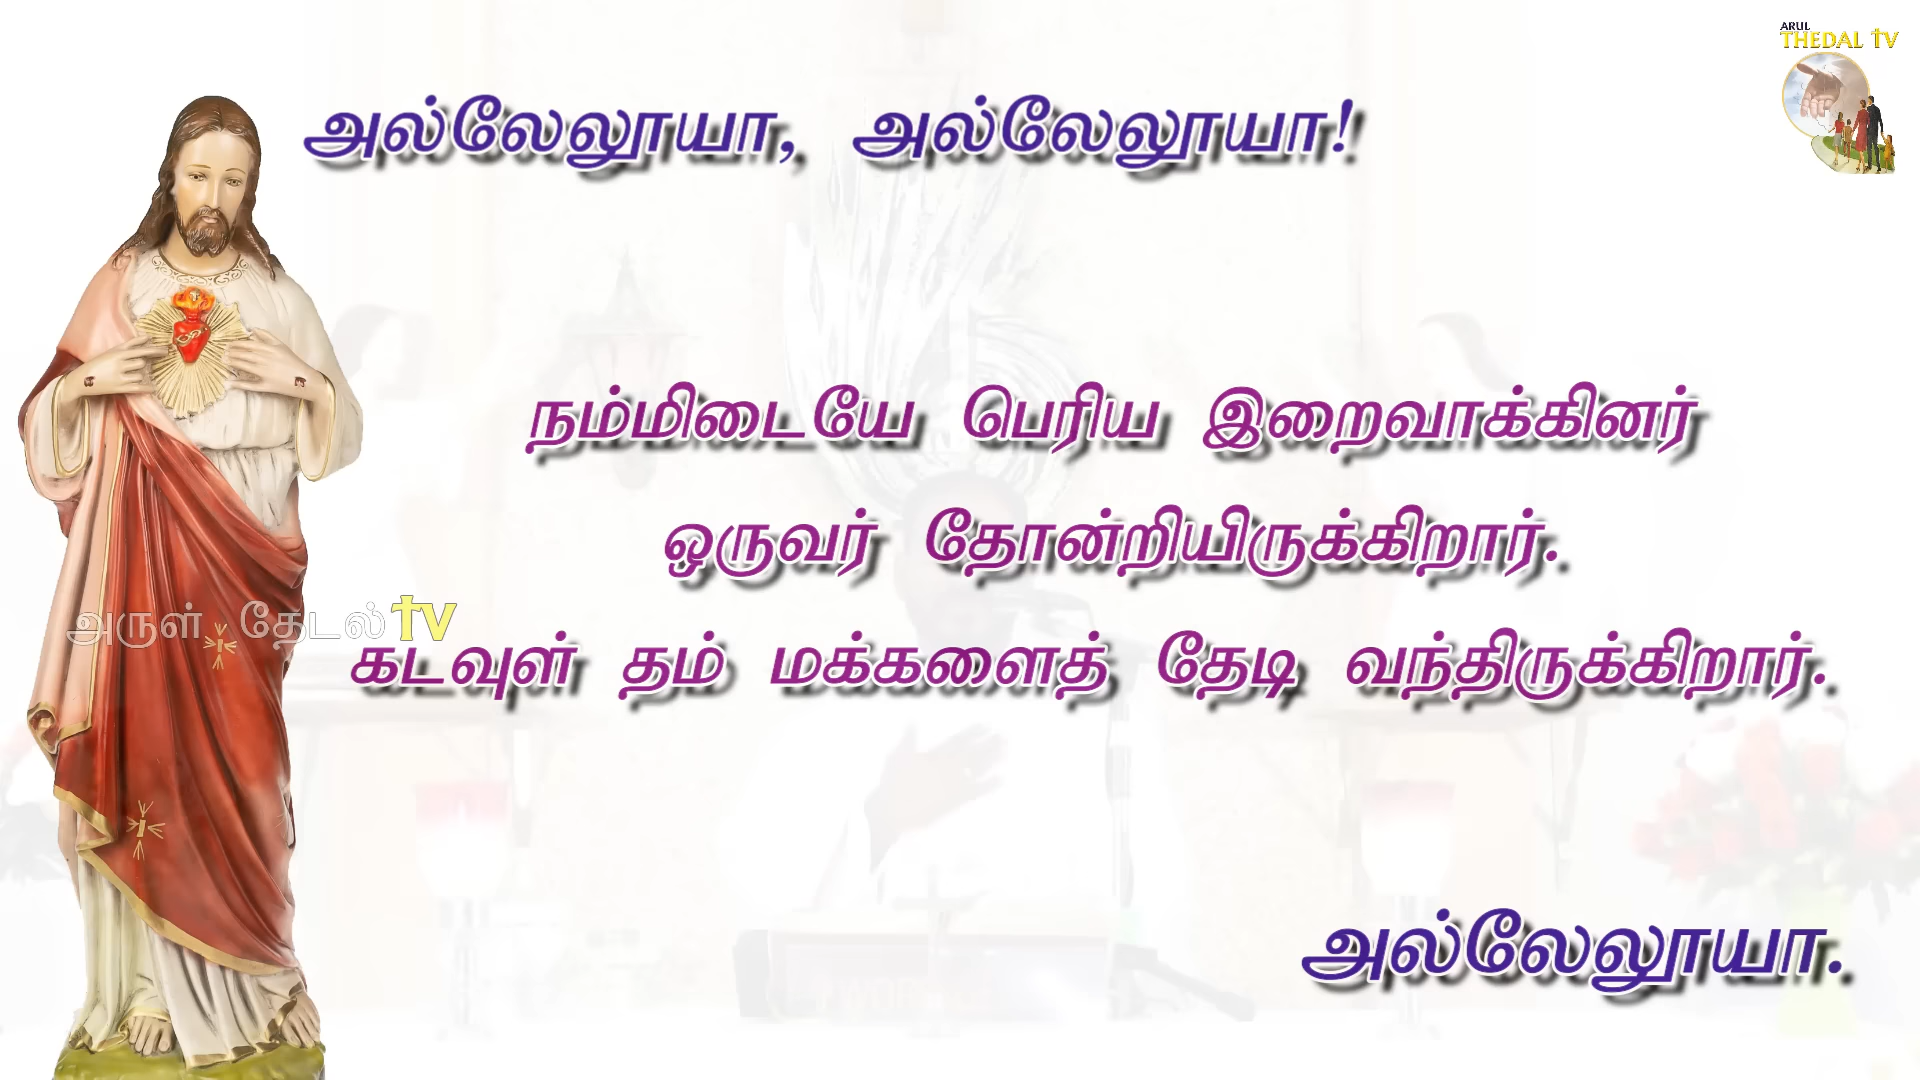 ARUL
THEDAL TV
அல்லேலூயா, அல்லேலூயா!
நம்மிடையே பெரிய இறைவாக்கினர்
ஒருவர் தோன்றியிருக்கிறார்.
அருள் தேடல் TV
கடவுள் தம் மக்களைத் தேடி வந்திருக்கிறார்.
அல்லேலூயா.